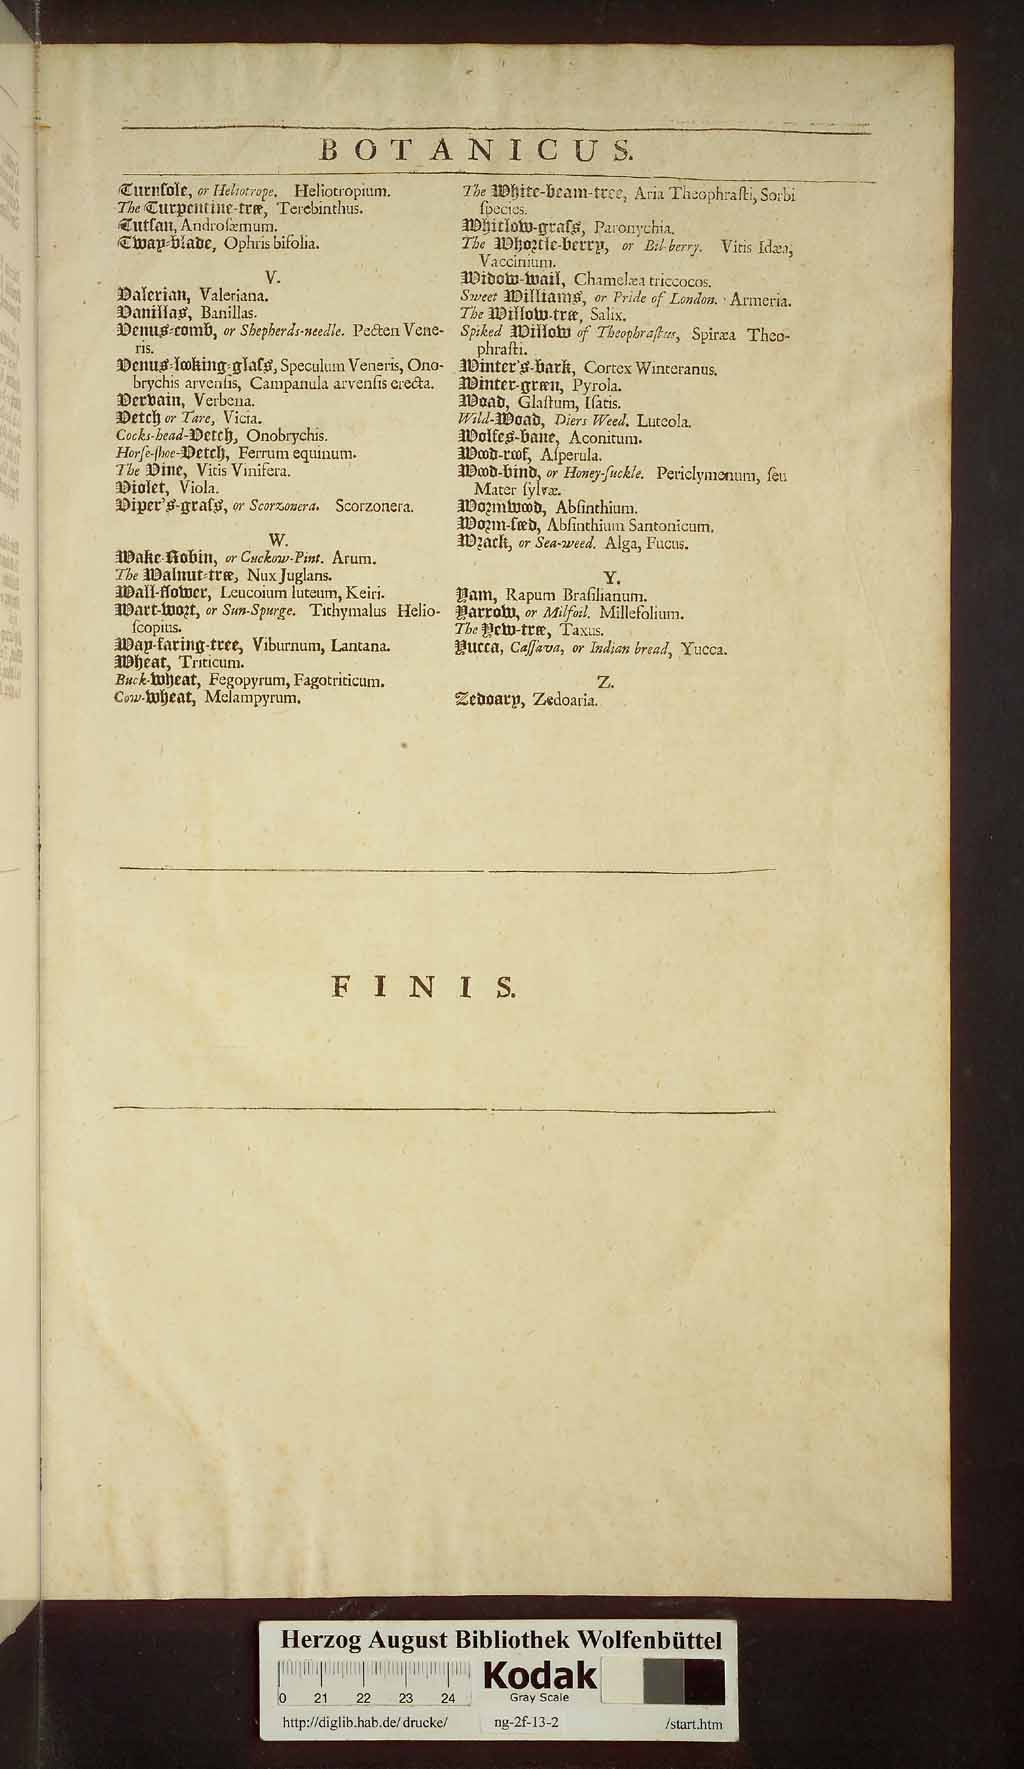 BOTANICUS.
Turnſole, or Heliotrope. Heliotropium.
The Turpentine-tree, Terebinthus.
Tutſan, Androſæmum.
Tway-blade, Ophris bifolia.
V.
Valerian, Valeriana.
Vanillas, Banillas.
Venus-comb, or Shepherds-needle. Pecten Vene-
ris.
Venus-looking-glaſs, Speculum Veneris, Ono-
brychis arvenſis, Campanula arvenſis erecta.
Vervain, Verbena.
Vetch or Tare, Vicia.
Cocks-head-Vetch, Onobrychis.
Horſe-ſhoe-Vetch, Ferrum equinum.
The Vine, Vitis Vinifera.
Violet, Viola.
Viper's-graſs, or Scorzonera. Scorzonera.
W.
Wake-Robin, or Cuckow-Pint. Arum.
The Walnut-tree, Nux Juglans.
Wall-flower, Leucoium luteum, Keiri.
Wart-wort, or Sun-Spurge. Tithymalus Helio-
ſcopius.
Way-faring-tree, Viburnum, Lantana.
Wheat, Triticum.
Buck-wheat, Fegopyrum, Fagotriticum.
Cow-wheat, Melampyrum.
The White-beam-tree, Aria Theophraſti, Sorbi
ſpecies.
Whitlow-graſs, Paronychia.
The Whortle-berry, or Bil-berry. Vitis Idæa,
Vaccinium.
Widow-wail, Chamelæa triccocos.
Sweet Williams, or Pride of London. Armeria.
The Willow-tree, Salix.
Spiked Willow of Theophraſtus, Spiræa Theo-
phraſti.
Winter's-bark, Cortex Winteranus.
Winter-green, Pyrola.
Woad, Glaſtum, Iſatis.
Wild-Woad, Diers Weed. Luteola.
Wolfes-bane, Aconitum.
Wood-roof, Aſperula.
Wood-bind, or Honey-ſuckle. Periclymenum, ſeu
Mater ſylvæ.
Wormwood, Abſinthium.
Worm-ſeed, Abſinthium Santonicum.
Wrack, or Sea-weed. Alga, Fucus.
Y.
Yam, Rapum Braſilianum.
Yarrow, or Milfoil. Millefolium.
The Yew-tree, Taxus.
Yucca, Caſſava, or Indian bread, Yucca.
Z.
Zedoary, Zedoaria.
FINIS.
Herzog August Bibliothek Wolfenbüttel
Kodak
Gray Scale
0 21 22 23 24
http://diglib.hab.de/drucke/ ng-2f-13-2 /start.htm